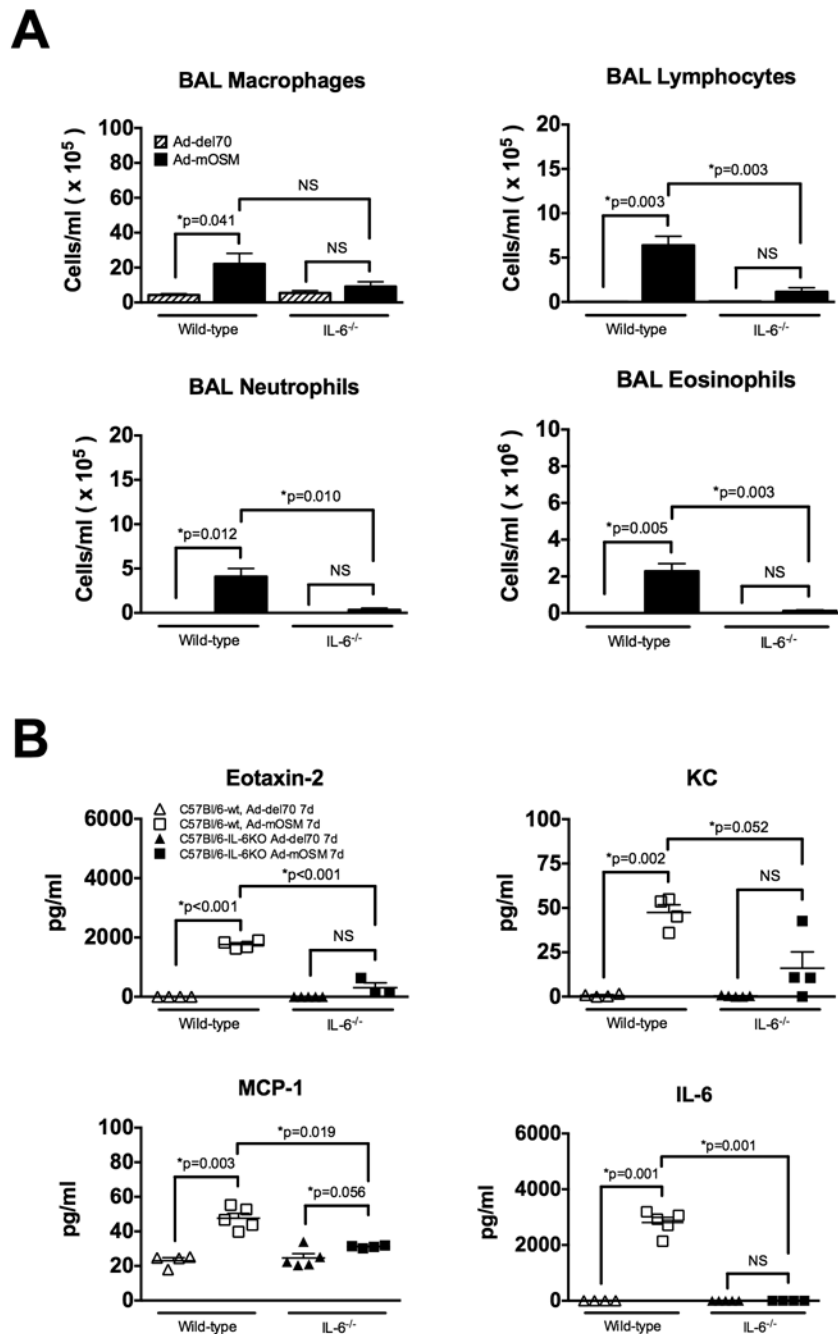 A
BAL Macrophages
Cells/ml ( x 10⁵)
100
80
60
40
20
0
Ad-del70
Ad-mOSM
*p=0.041
NS
NS
Wild-type
IL-6⁻/⁻
BAL Lymphocytes
Cells/ml ( x 10⁵)
20
15
10
5
0
*p=0.003
*p=0.003
NS
Wild-type
IL-6⁻/⁻
BAL Neutrophils
Cells/ml ( x 10⁵)
20
15
10
5
0
*p=0.012
*p=0.010
NS
Wild-type
IL-6⁻/⁻
BAL Eosinophils
Cells/ml ( x 10⁶)
10
8
6
4
2
0
*p=0.005
*p=0.003
NS
Wild-type
IL-6⁻/⁻
B
Eotaxin-2
pg/ml
6000
4000
2000
0
C57Bl/6-wt, Ad-del70 7d
C57Bl/6-wt, Ad-mOSM 7d
C57Bl/6-IL-6KO Ad-del70 7d
C57Bl/6-IL-6KO Ad-mOSM 7d
*p<0.001
*p<0.001
NS
Wild-type
IL-6⁻/⁻
KC
pg/ml
100
75
50
25
0
*p=0.002
*p=0.052
NS
Wild-type
IL-6⁻/⁻
MCP-1
pg/ml
100
80
60
40
20
0
*p=0.003
*p=0.019
*p=0.056
Wild-type
IL-6⁻/⁻
IL-6
pg/ml
6000
4000
2000
0
*p=0.001
*p=0.001
NS
Wild-type
IL-6⁻/⁻